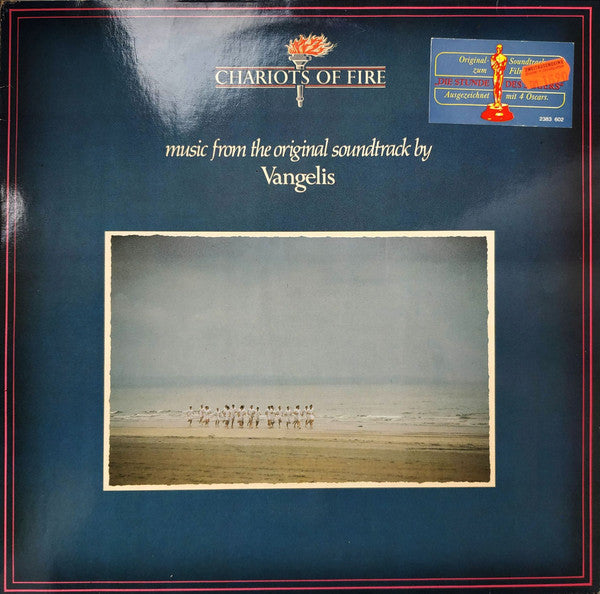 CHARIOTS OF FIRE
Original- Soundtrack
zum Film
DIE STUNDE DES
Ausgezeichnet mit 4 Oscars.
2383 602
music from the original soundtrack by
Vangelis